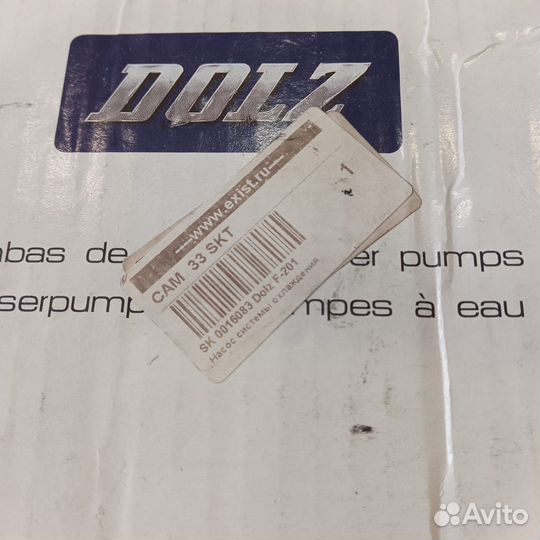 DOLZ
www.exist.ru
CAM 33 SKT
1
SK 0016083 Dolz F-201
Насос системы охлаждения
bas de
er pumps
serpump
mpes à eau
Avito